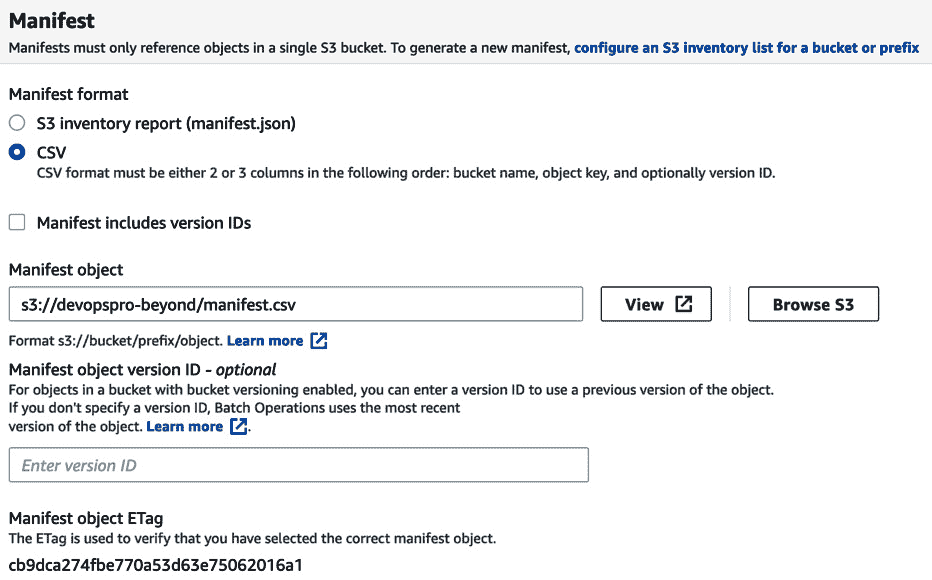 Manifest
Manifests must only reference objects in a single S3 bucket. To generate a new manifest, configure an S3 inventory list for a bucket or prefix
Manifest format
S3 inventory report (manifest.json)
CSV
CSV format must be either 2 or 3 columns in the following order: bucket name, object key, and optionally version ID.
Manifest includes version IDs
Manifest object
s3://devopspro-beyond/manifest.csv
View
Browse S3
Format s3://bucket/prefix/object. Learn more
Manifest object version ID - optional
For objects in a bucket with bucket versioning enabled, you can enter a version ID to use a previous version of the object.
If you don't specify a version ID, Batch Operations uses the most recent
version of the object. Learn more.
Enter version ID
Manifest object ETag
The ETag is used to verify that you have selected the correct manifest object.
cb9dca274fbe770a53d63e75062016a1